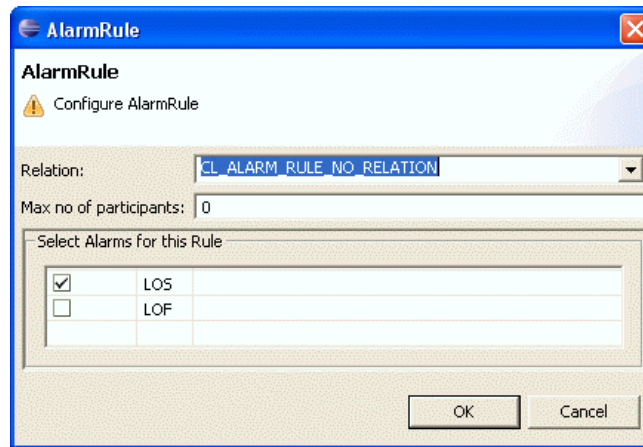 AlarmRule
AlarmRule
Configure AlarmRule
Relation: CL_ALARM_RULE_NO_RELATION
Max no of participants: 0
Select Alarms for this Rule
LOS
LOF
OK Cancel